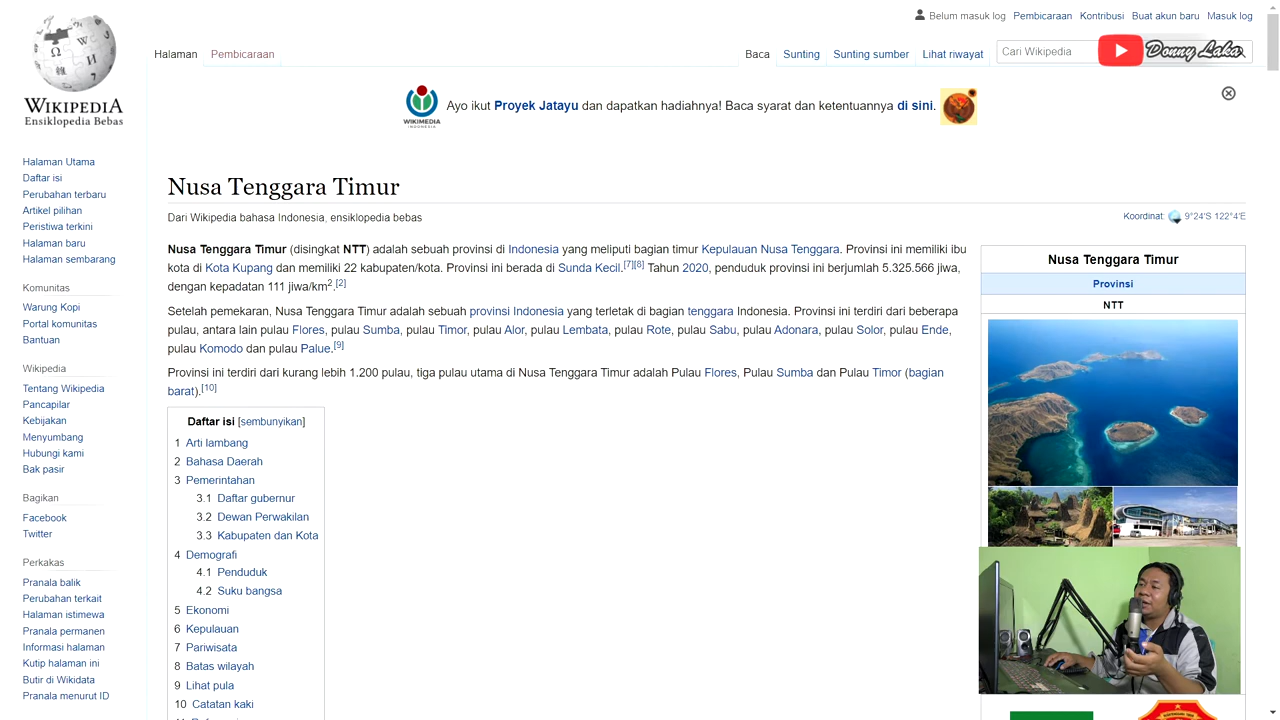 Belum masuk log Pembicaraan Kontribusi Buat akun baru Masuk log
Halaman Pembicaraan Baca Sunting Sunting sumber Lihat riwayat Cari Wikipedia Donny Laka
WIKIPEDIA
Ensiklopedia Bebas
WIKIMEDIA
INDONESIA
Ayo ikut Proyek Jatayu dan dapatkan hadiahnya! Baca syarat dan ketentuannya di sini.
Halaman Utama
Daftar isi
Perubahan terbaru
Artikel pilihan
Peristiwa terkini
Halaman baru
Halaman sembarang
Komunitas
Warung Kopi
Portal komunitas
Bantuan
Wikipedia
Tentang Wikipedia
Pancapilar
Kebijakan
Menyumbang
Hubungi kami
Bak pasir
Bagikan
Facebook
Twitter
Perkakas
Pranala balik
Perubahan terkait
Halaman istimewa
Pranala permanen
Informasi halaman
Kutip halaman ini
Butir di Wikidata
Pranala menurut ID
Nusa Tenggara Timur
Dari Wikipedia bahasa Indonesia, ensiklopedia bebas
Koordinat: 9°24′S 122°4′E
Nusa Tenggara Timur (disingkat NTT) adalah sebuah provinsi di Indonesia yang meliputi bagian timur Kepulauan Nusa Tenggara. Provinsi ini memiliki ibu
kota di Kota Kupang dan memiliki 22 kabupaten/kota. Provinsi ini berada di Sunda Kecil.[7][8] Tahun 2020, penduduk provinsi ini berjumlah 5.325.566 jiwa,
dengan kepadatan 111 jiwa/km2.[2]
Setelah pemekaran, Nusa Tenggara Timur adalah sebuah provinsi Indonesia yang terletak di bagian tenggara Indonesia. Provinsi ini terdiri dari beberapa
pulau, antara lain pulau Flores, pulau Sumba, pulau Timor, pulau Alor, pulau Lembata, pulau Rote, pulau Sabu, pulau Adonara, pulau Solor, pulau Ende,
pulau Komodo dan pulau Palue.[9]
Provinsi ini terdiri dari kurang lebih 1.200 pulau, tiga pulau utama di Nusa Tenggara Timur adalah Pulau Flores, Pulau Sumba dan Pulau Timor (bagian
barat).[10]
Daftar isi [sembunyikan]
1 Arti lambang
2 Bahasa Daerah
3 Pemerintahan
3.1 Daftar gubernur
3.2 Dewan Perwakilan
3.3 Kabupaten dan Kota
4 Demografi
4.1 Penduduk
4.2 Suku bangsa
5 Ekonomi
6 Kepulauan
7 Pariwisata
8 Batas wilayah
9 Lihat pula
10 Catatan kaki
Nusa Tenggara Timur
Provinsi
NTT